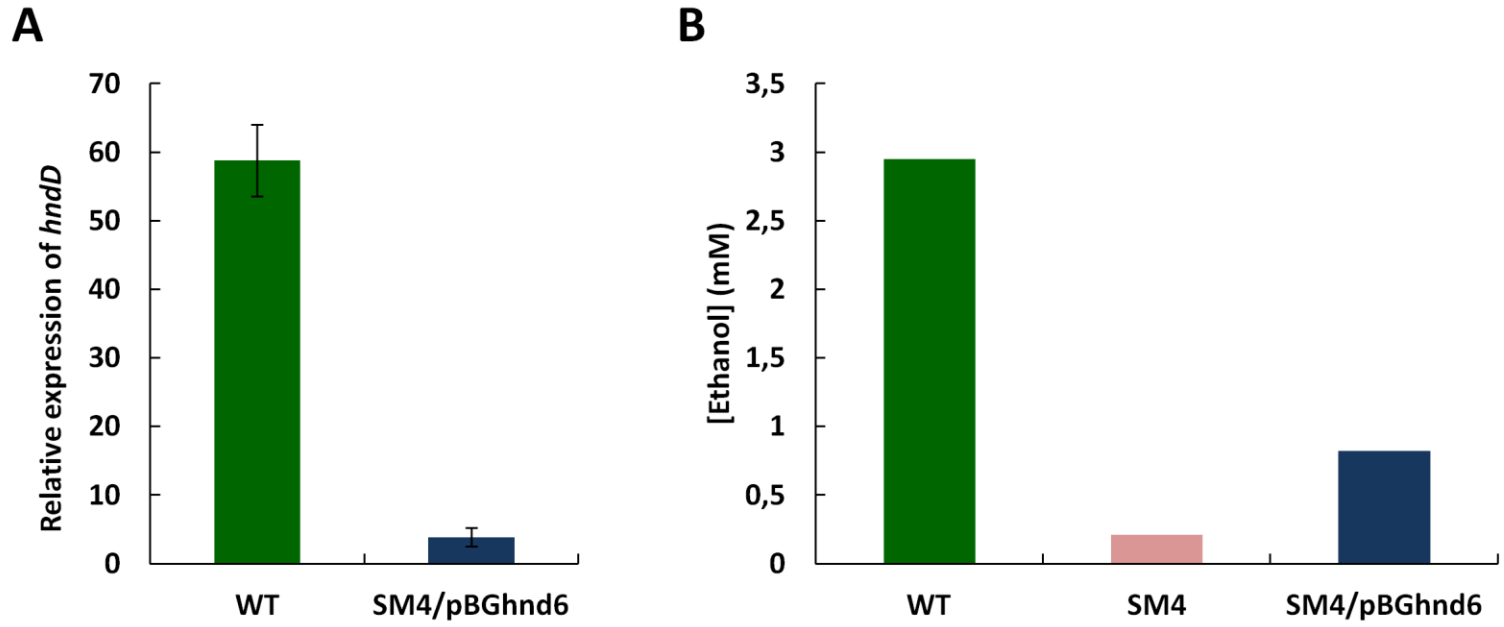 A
Relative expression of hndD
70
60
50
40
30
20
10
0
WT
SM4/pBGhnd6
B
[Ethanol] (mM)
3,5
3
2,5
2
1,5
1
0,5
0
WT
SM4
SM4/pBGhnd6